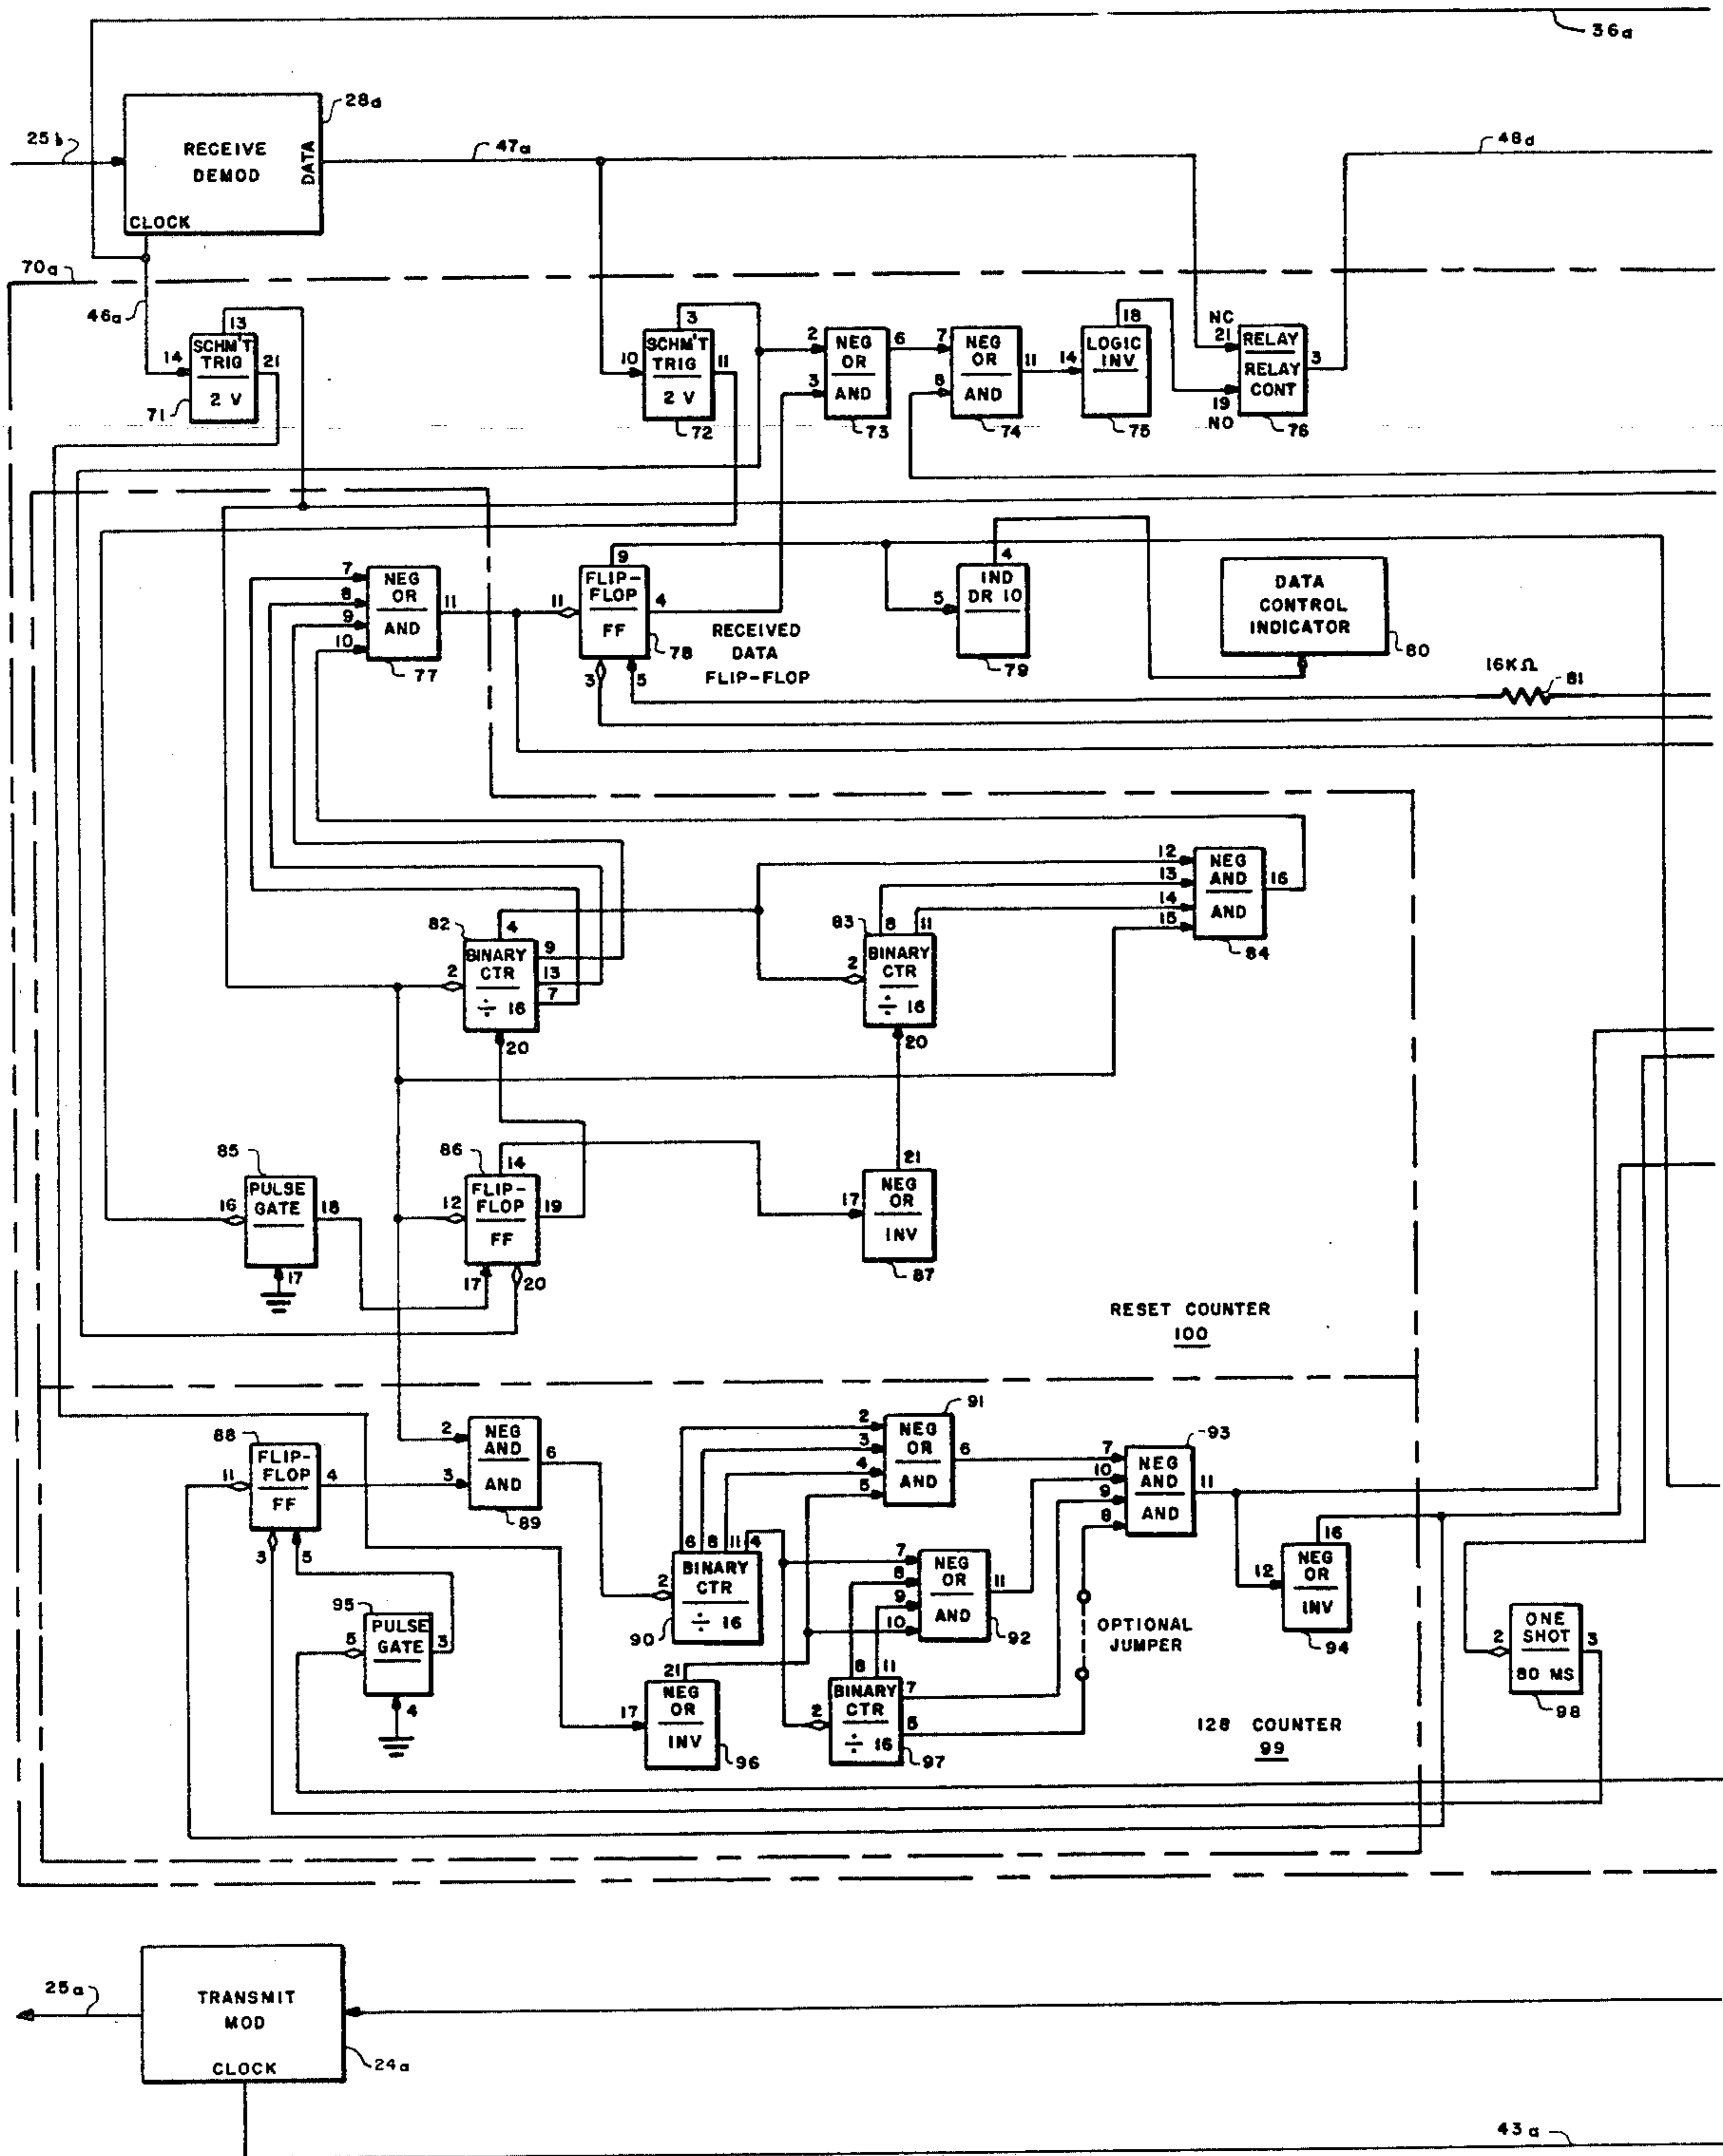 36a
28a
25b
RECEIVE
DEMOD
DATA
CLOCK
47a
48d
70a
46a
13
14
SCHM'T
TRIG
2 V
21
71
3
10
SCHM'T
TRIG
2 V
11
72
2
3
NEG
OR
AND
6
73
7
8
NEG
OR
AND
11
74
18
14
LOGIC
INV
75
NC
21
19
NO
RELAY
RELAY
CONT
3
76
7
8
9
10
NEG
OR
AND
11
77
9
11
FLIP-
FLOP
FF
4
78
3
5
RECEIVED
DATA
FLIP-FLOP
4
5
IND
DR 10
79
DATA
CONTROL
INDICATOR
80
16KΩ
81
12
13
14
15
NEG
AND
AND
16
84
82
4
2
BINARY
CTR
÷ 16
9
13
7
20
83
8
11
2
BINARY
CTR
÷ 16
20
85
16
PULSE
GATE
18
17
86
14
12
FLIP-
FLOP
FF
19
17
20
21
17
NEG
OR
INV
87
RESET COUNTER
100
88
11
FLIP-
FLOP
FF
4
3
5
2
3
NEG
AND
AND
6
89
91
2
3
4
5
NEG
OR
AND
6
93
7
10
9
8
NEG
AND
AND
11
6
8
11
4
2
BINARY
CTR
÷ 16
90
7
8
9
10
NEG
OR
AND
11
92
OPTIONAL
JUMPER
16
12
NEG
OR
INV
94
95
5
PULSE
GATE
3
4
21
17
NEG
OR
INV
96
8
11
2
BINARY
CTR
÷ 16
7
5
97
128 COUNTER
99
2
ONE
SHOT
80 MS
3
98
25a
TRANSMIT
MOD
CLOCK
24a
43a